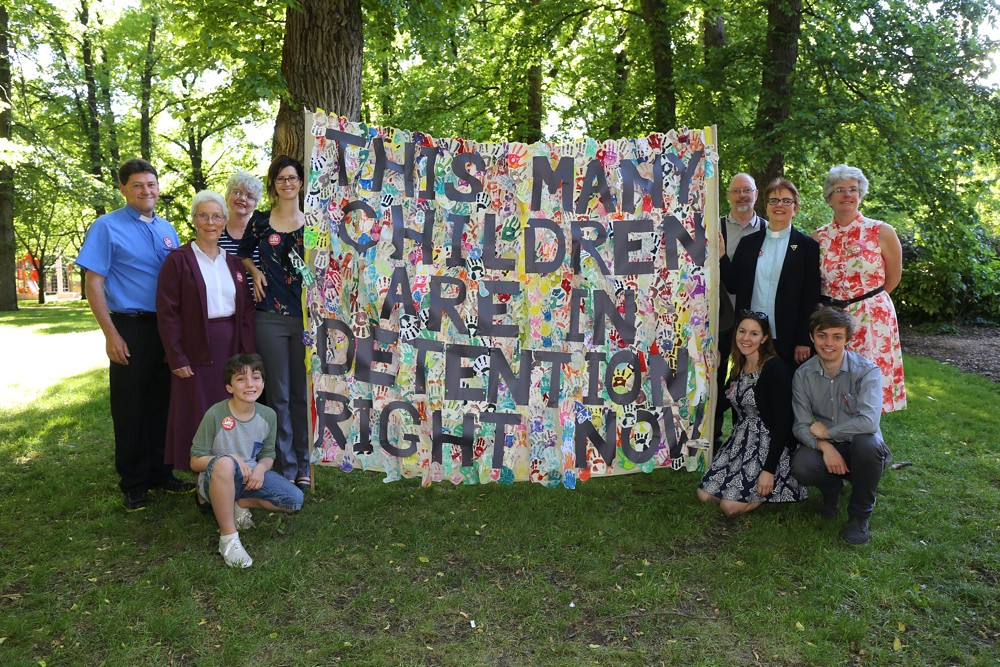 THIS MANY
CHILDREN
ARE IN
DETENTION
RIGHT NOW